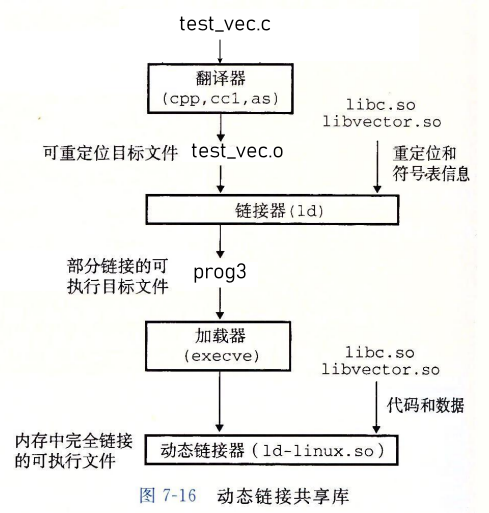 test_vec.c
翻译器
(cpp,cc1,as)
libc.so
libvector.so
可重定位目标文件 test_vec.o
重定位和
符号表信息
链接器(ld)
部分链接的可
执行目标文件
prog3
加载器
(execve)
libc.so
libvector.so
代码和数据
内存中完全链接
的可执行文件
动态链接器(ld-linux.so)
图 7-16 动态链接共享库